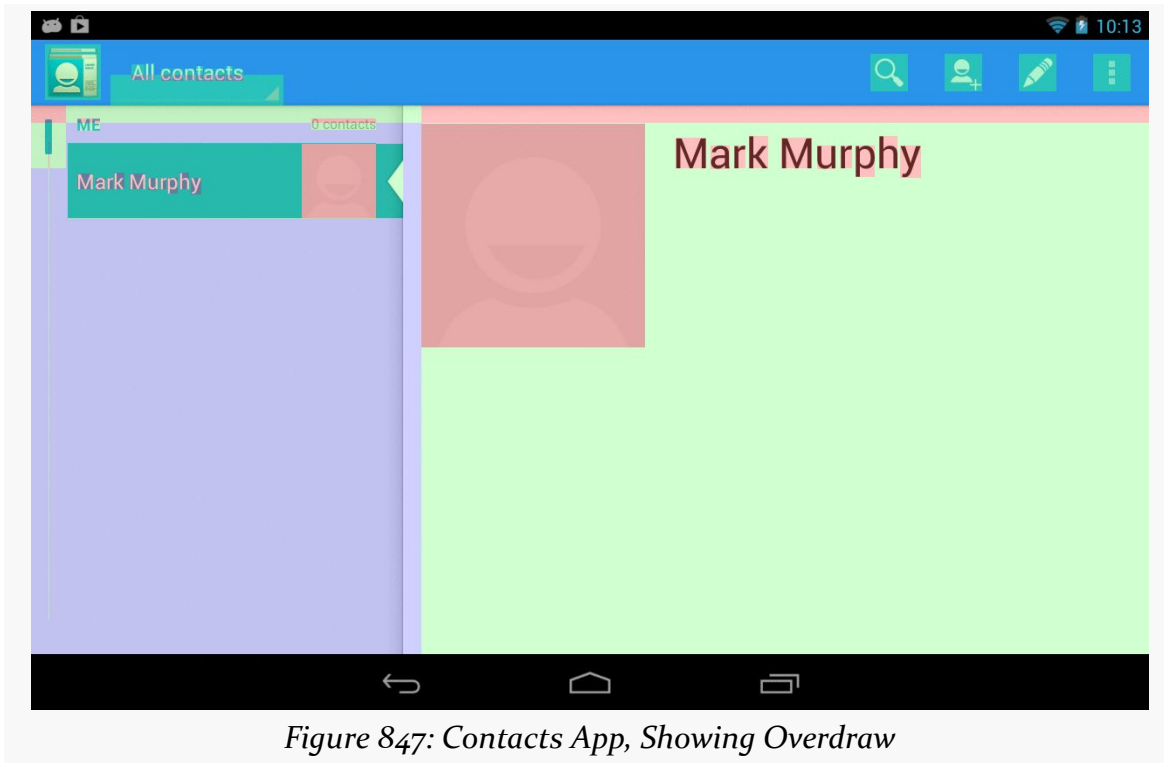 10:13
All contacts
ME 0 contacts
Mark Murphy
Mark Murphy
Figure 847: Contacts App, Showing Overdraw